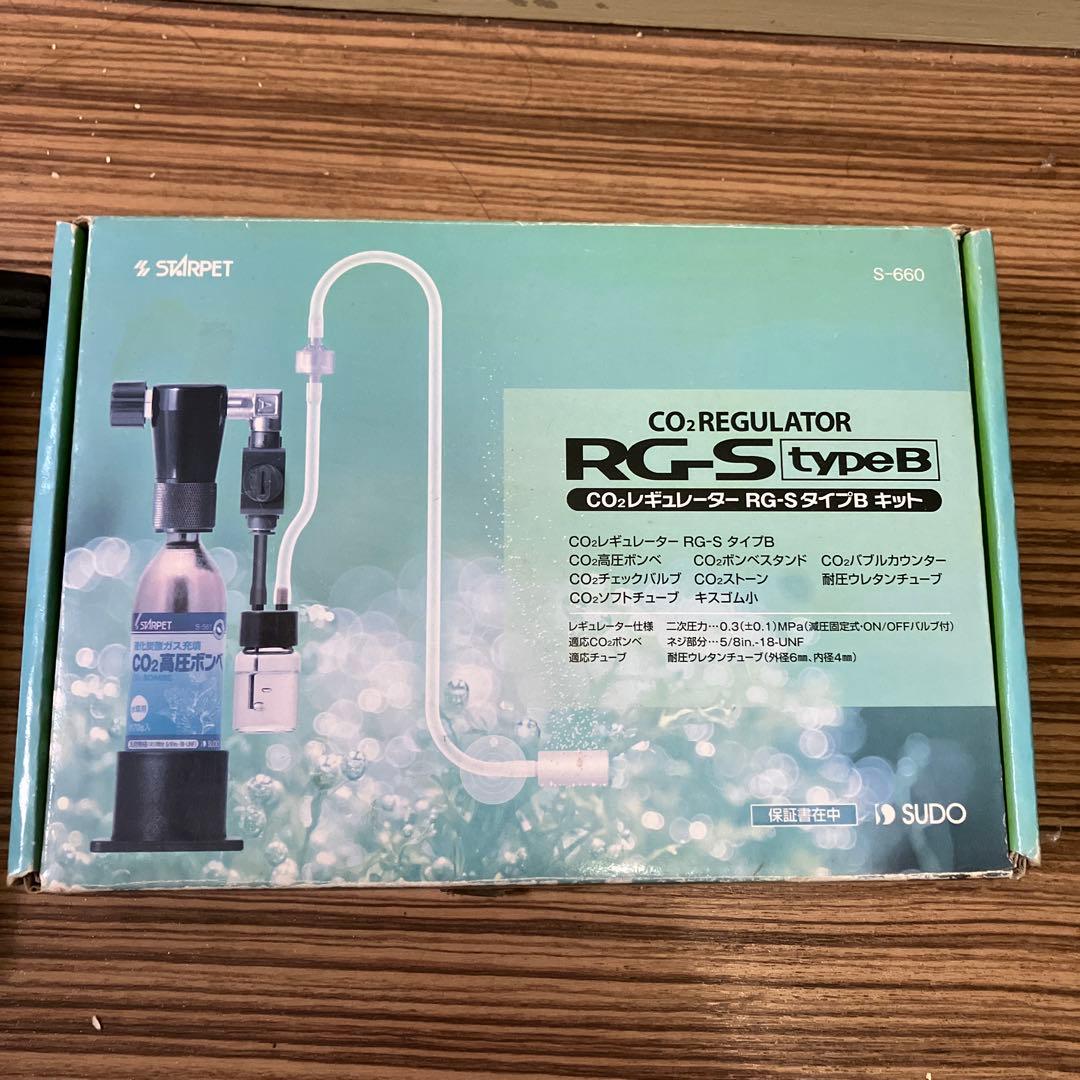 STARPET
S-660
CO₂ REGULATOR
RG-S typeB
CO₂レギュレーター RG-SタイプB キット
CO₂レギュレーター RG-S タイプB
CO₂高圧ボンベ CO₂ボンベスタンド CO₂バブルカウンター
CO₂チェックバルブ CO₂ストーン 耐圧ウレタンチューブ
CO₂ソフトチューブ キスゴム小
レギュレーター仕様 二次圧力…0.3(±0.1)MPa(減圧固定式・ON/OFFバルブ付)
適応CO₂ボンベ ネジ部分…5/8in.-18-UNF
適応チューブ 耐圧ウレタンチューブ(外径6㎜、内径4㎜)
A
STARPET
炭酸ガス充填
CO₂高圧ボンベ
保証書在中
SUDO